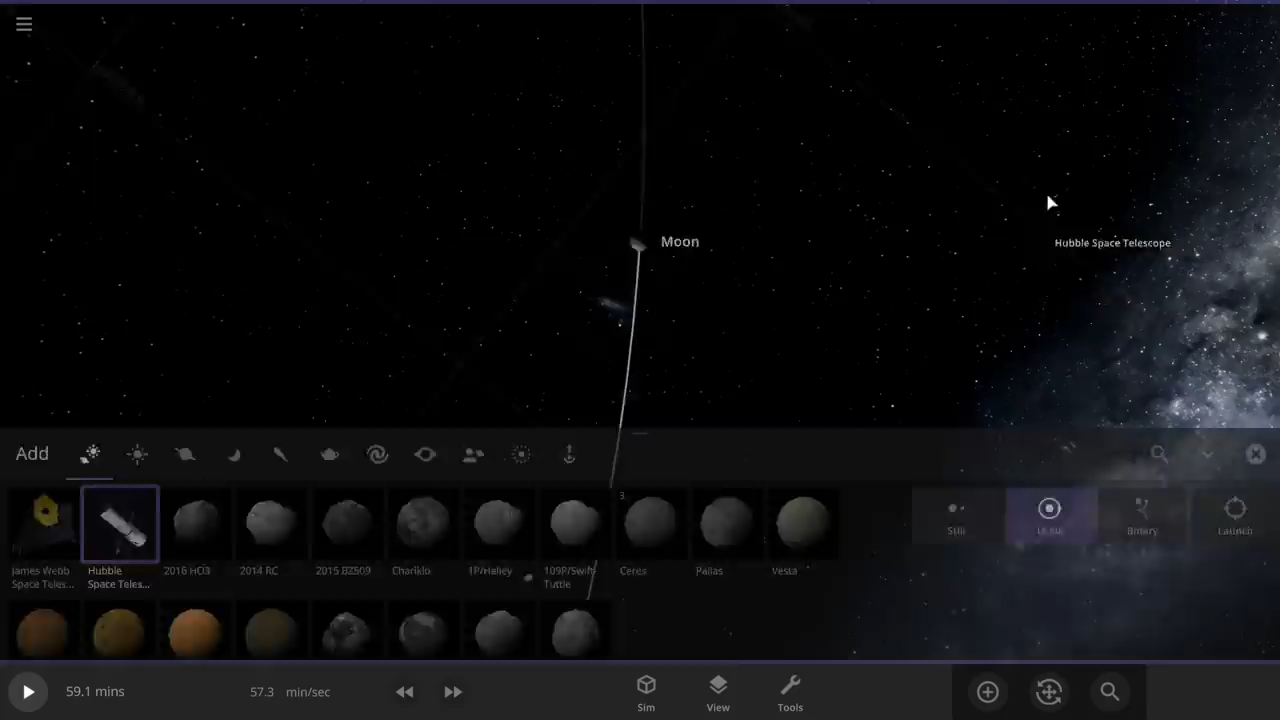 Moon
Hubble Space Telescope
Add
3
James Webb
Space Teles...
Hubble
Space Teles...
2016 HO3
2014 RC
2015 BZ509
Chariklo
1P/Halley
109P/Swift
Tuttle
Ceres
Pallas
Vesta
Still
Binary
Launch
59.1 mins
57.3 min/sec
Sim
View
Tools